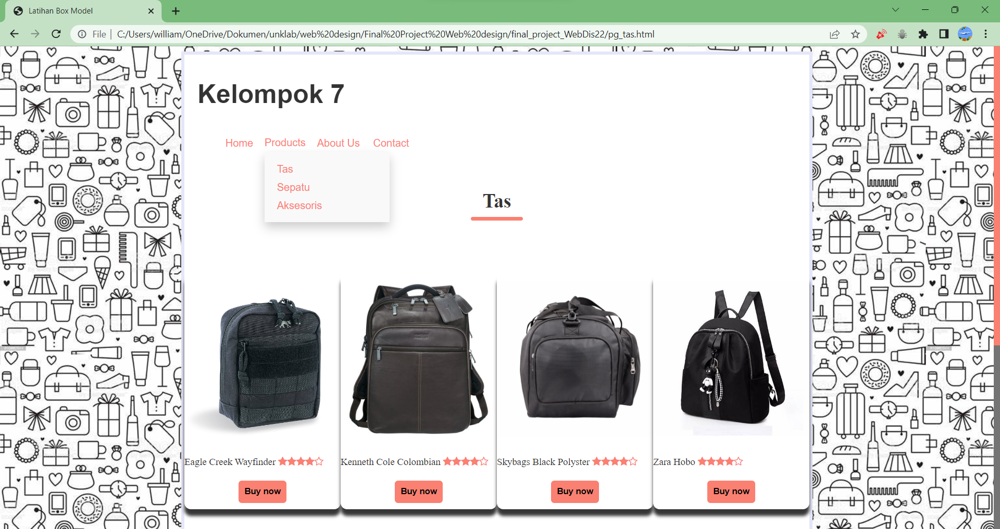 Latihan Box Model
File | C:/Users/william/OneDrive/Dokumen/unklab/web%20design/Final%20Project%20Web%20design/final_project_WebDis22/pg_tas.html
Kelompok 7
Home Products About Us Contact
Tas
Sepatu
Aksesoris
Tas
Eagle Creek Wayfinder ★★★★☆ Kenneth Cole Colombian ★★★★☆ Skybags Black Polyster ★★★★☆ Zara Hobo ★★★★☆
Buy now Buy now Buy now Buy now